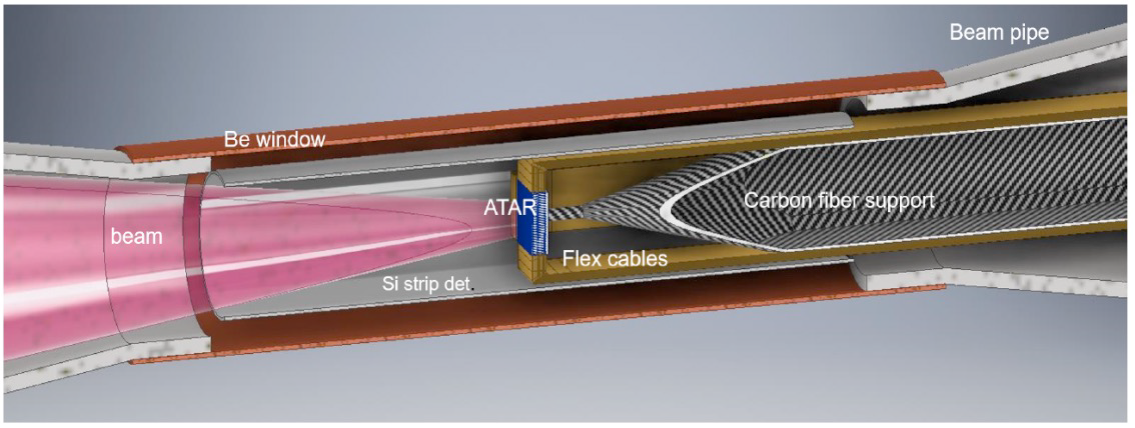 Beam pipe
Be window
ATAR
Carbon fiber support
beam
Flex cables
Si strip det.